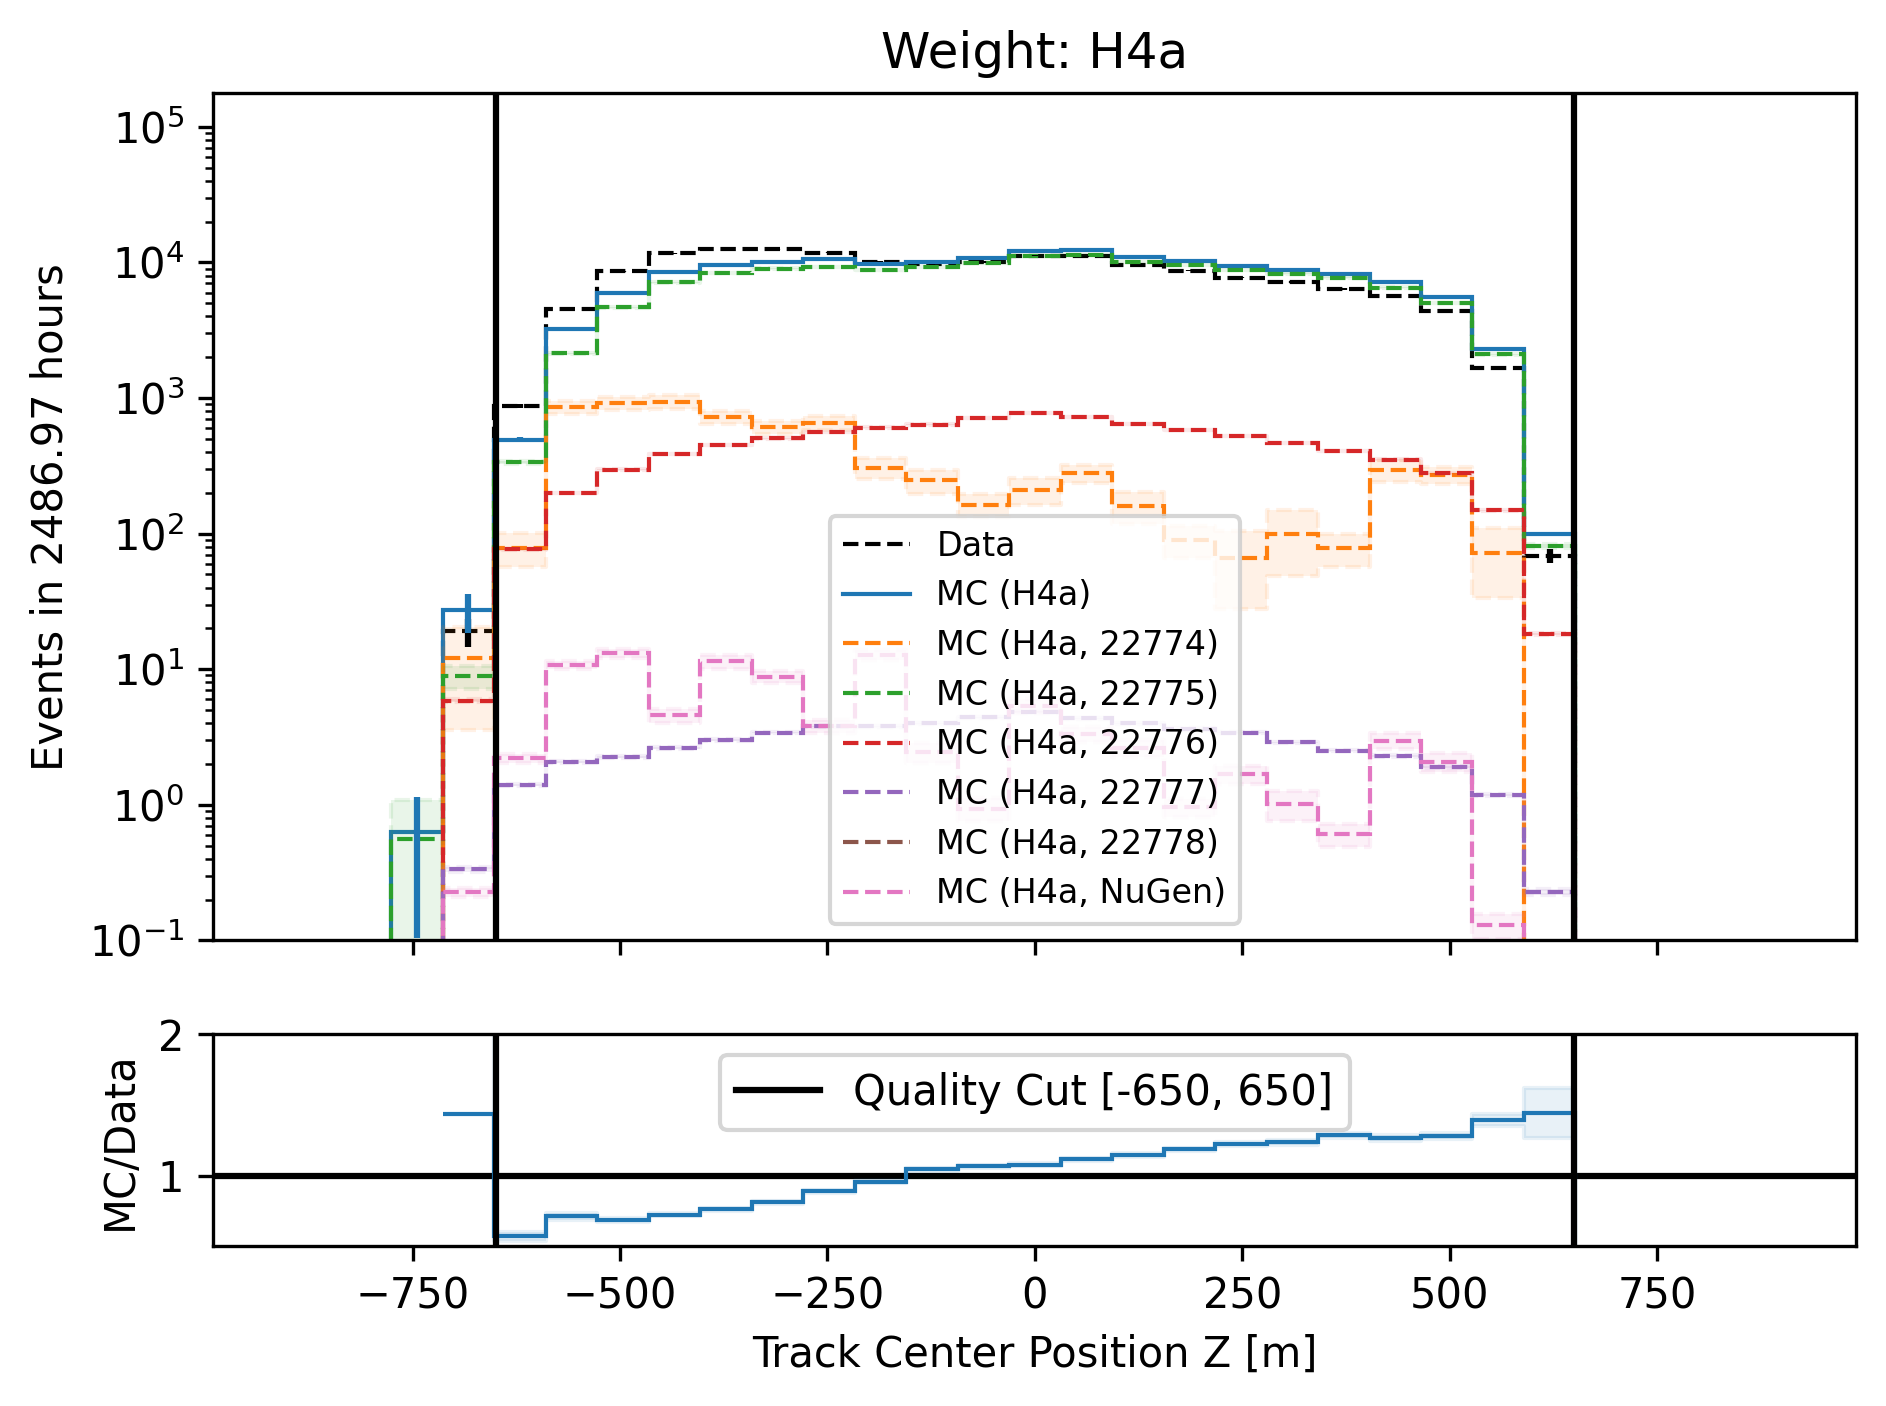 Weight: H4a
10^5
10^4
10^3
10^2
10^1
10^0
10^−1
Events in 2486.97 hours
Data
MC (H4a)
MC (H4a, 22774)
MC (H4a, 22775)
MC (H4a, 22776)
MC (H4a, 22777)
MC (H4a, 22778)
MC (H4a, NuGen)
2
1
MC/Data
Quality Cut [-650, 650]
−750 −500 −250 0 250 500 750
Track Center Position Z [m]